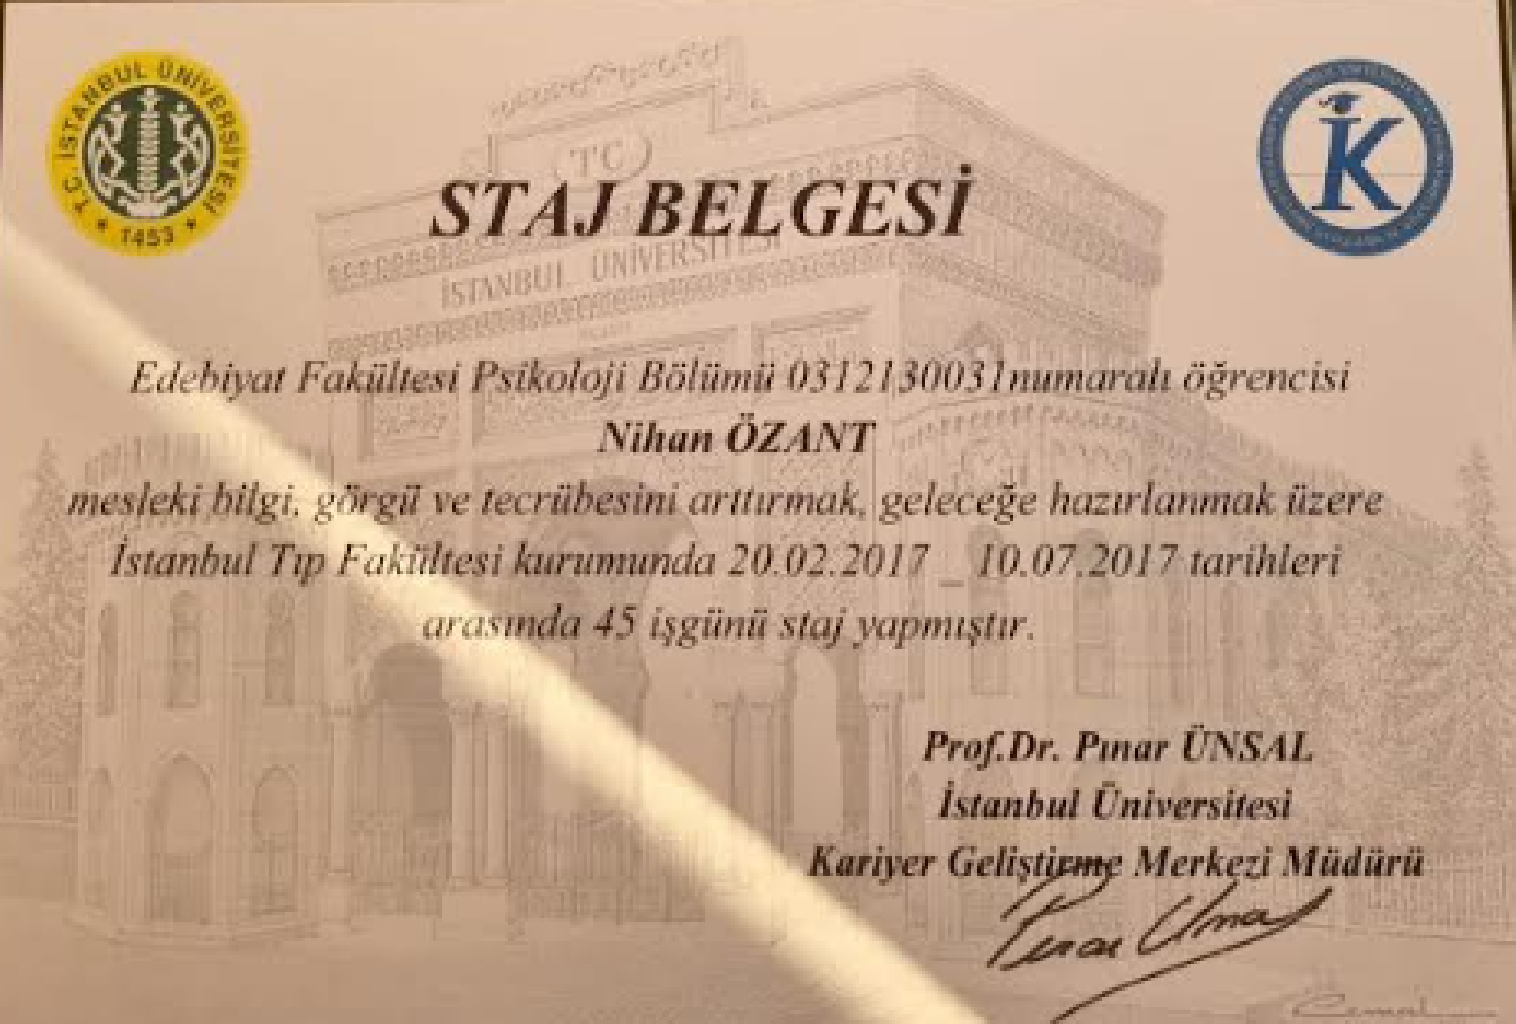 T.C. İSTANBUL ÜNİVERSİTESİ
1453
İK
TC
STAJ BELGESİ
İSTANBUL ÜNİVERSİTESİ
Edebiyat Fakültesi Psikoloji Bölümü 0312130031numaralı öğrencisi
Nihan ÖZANT
mesleki bilgi, görgü ve tecrübesini arttırmak, geleceğe hazırlanmak üzere
İstanbul Tıp Fakültesi kurumunda 20.02.2017 _ 10.07.2017 tarihleri
arasında 45 işgünü staj yapmıştır.
Prof.Dr. Pınar ÜNSAL
İstanbul Üniversitesi
Kariyer Geliştirme Merkezi Müdürü
Pınar Ünsal